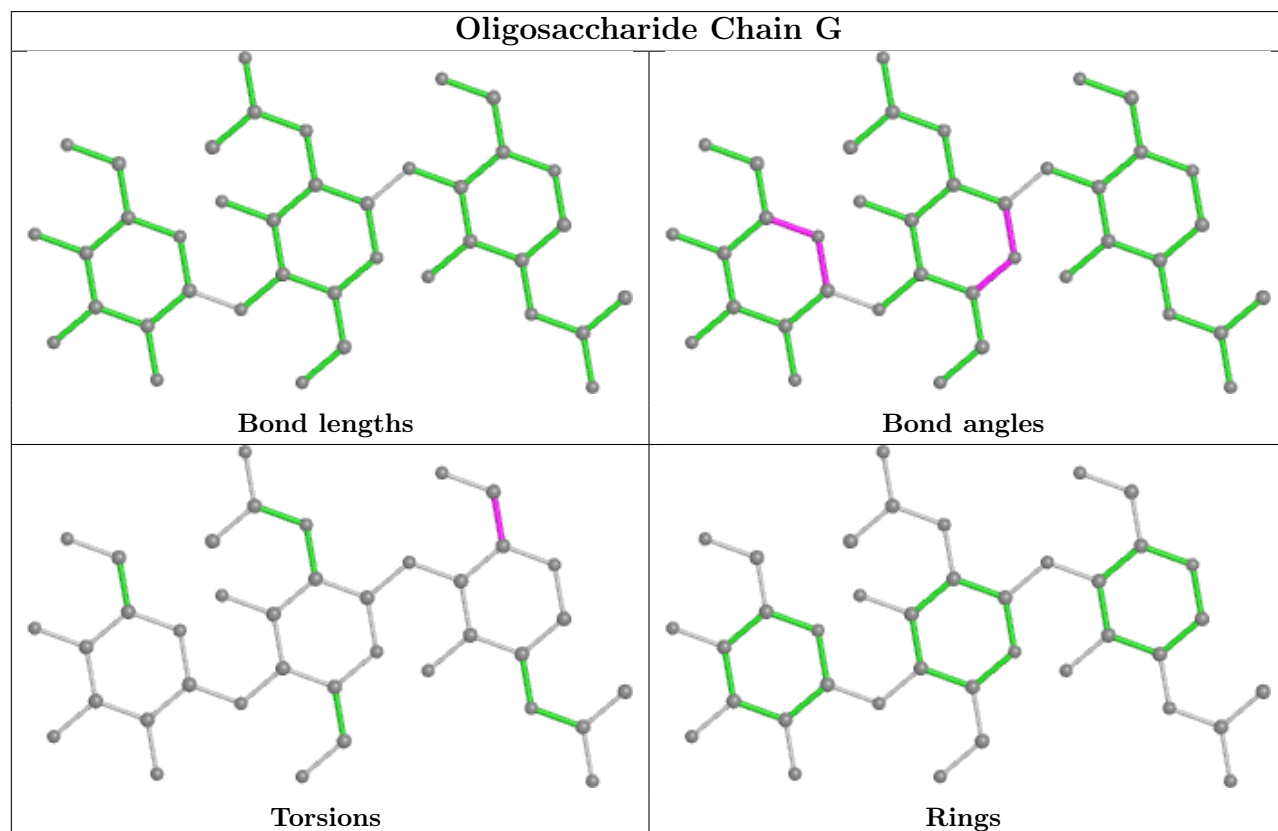 Oligosaccharide Chain G
Bond lengths
Bond angles
Torsions
Rings